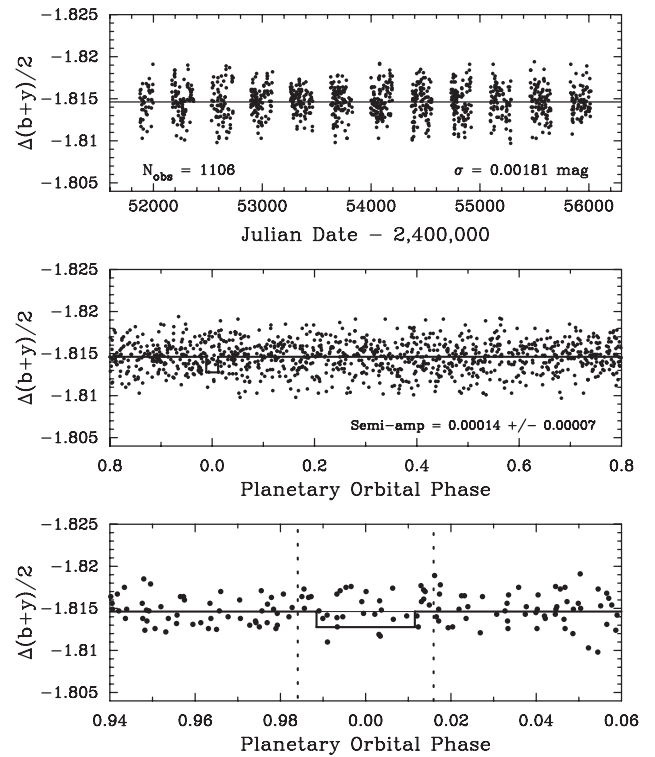 −1.825
−1.82
−1.815
−1.81
−1.805
Δ(b+y)/2
N_obs = 1106
σ = 0.00181 mag
52000 53000 54000 55000 56000
Julian Date − 2,400,000
−1.825
−1.82
−1.815
−1.81
−1.805
Δ(b+y)/2
Semi−amp = 0.00014 +/− 0.00007
0.8 0.0 0.2 0.4 0.6 0.8
Planetary Orbital Phase
−1.825
−1.82
−1.815
−1.81
−1.805
Δ(b+y)/2
0.94 0.96 0.98 0.00 0.02 0.04 0.06
Planetary Orbital Phase